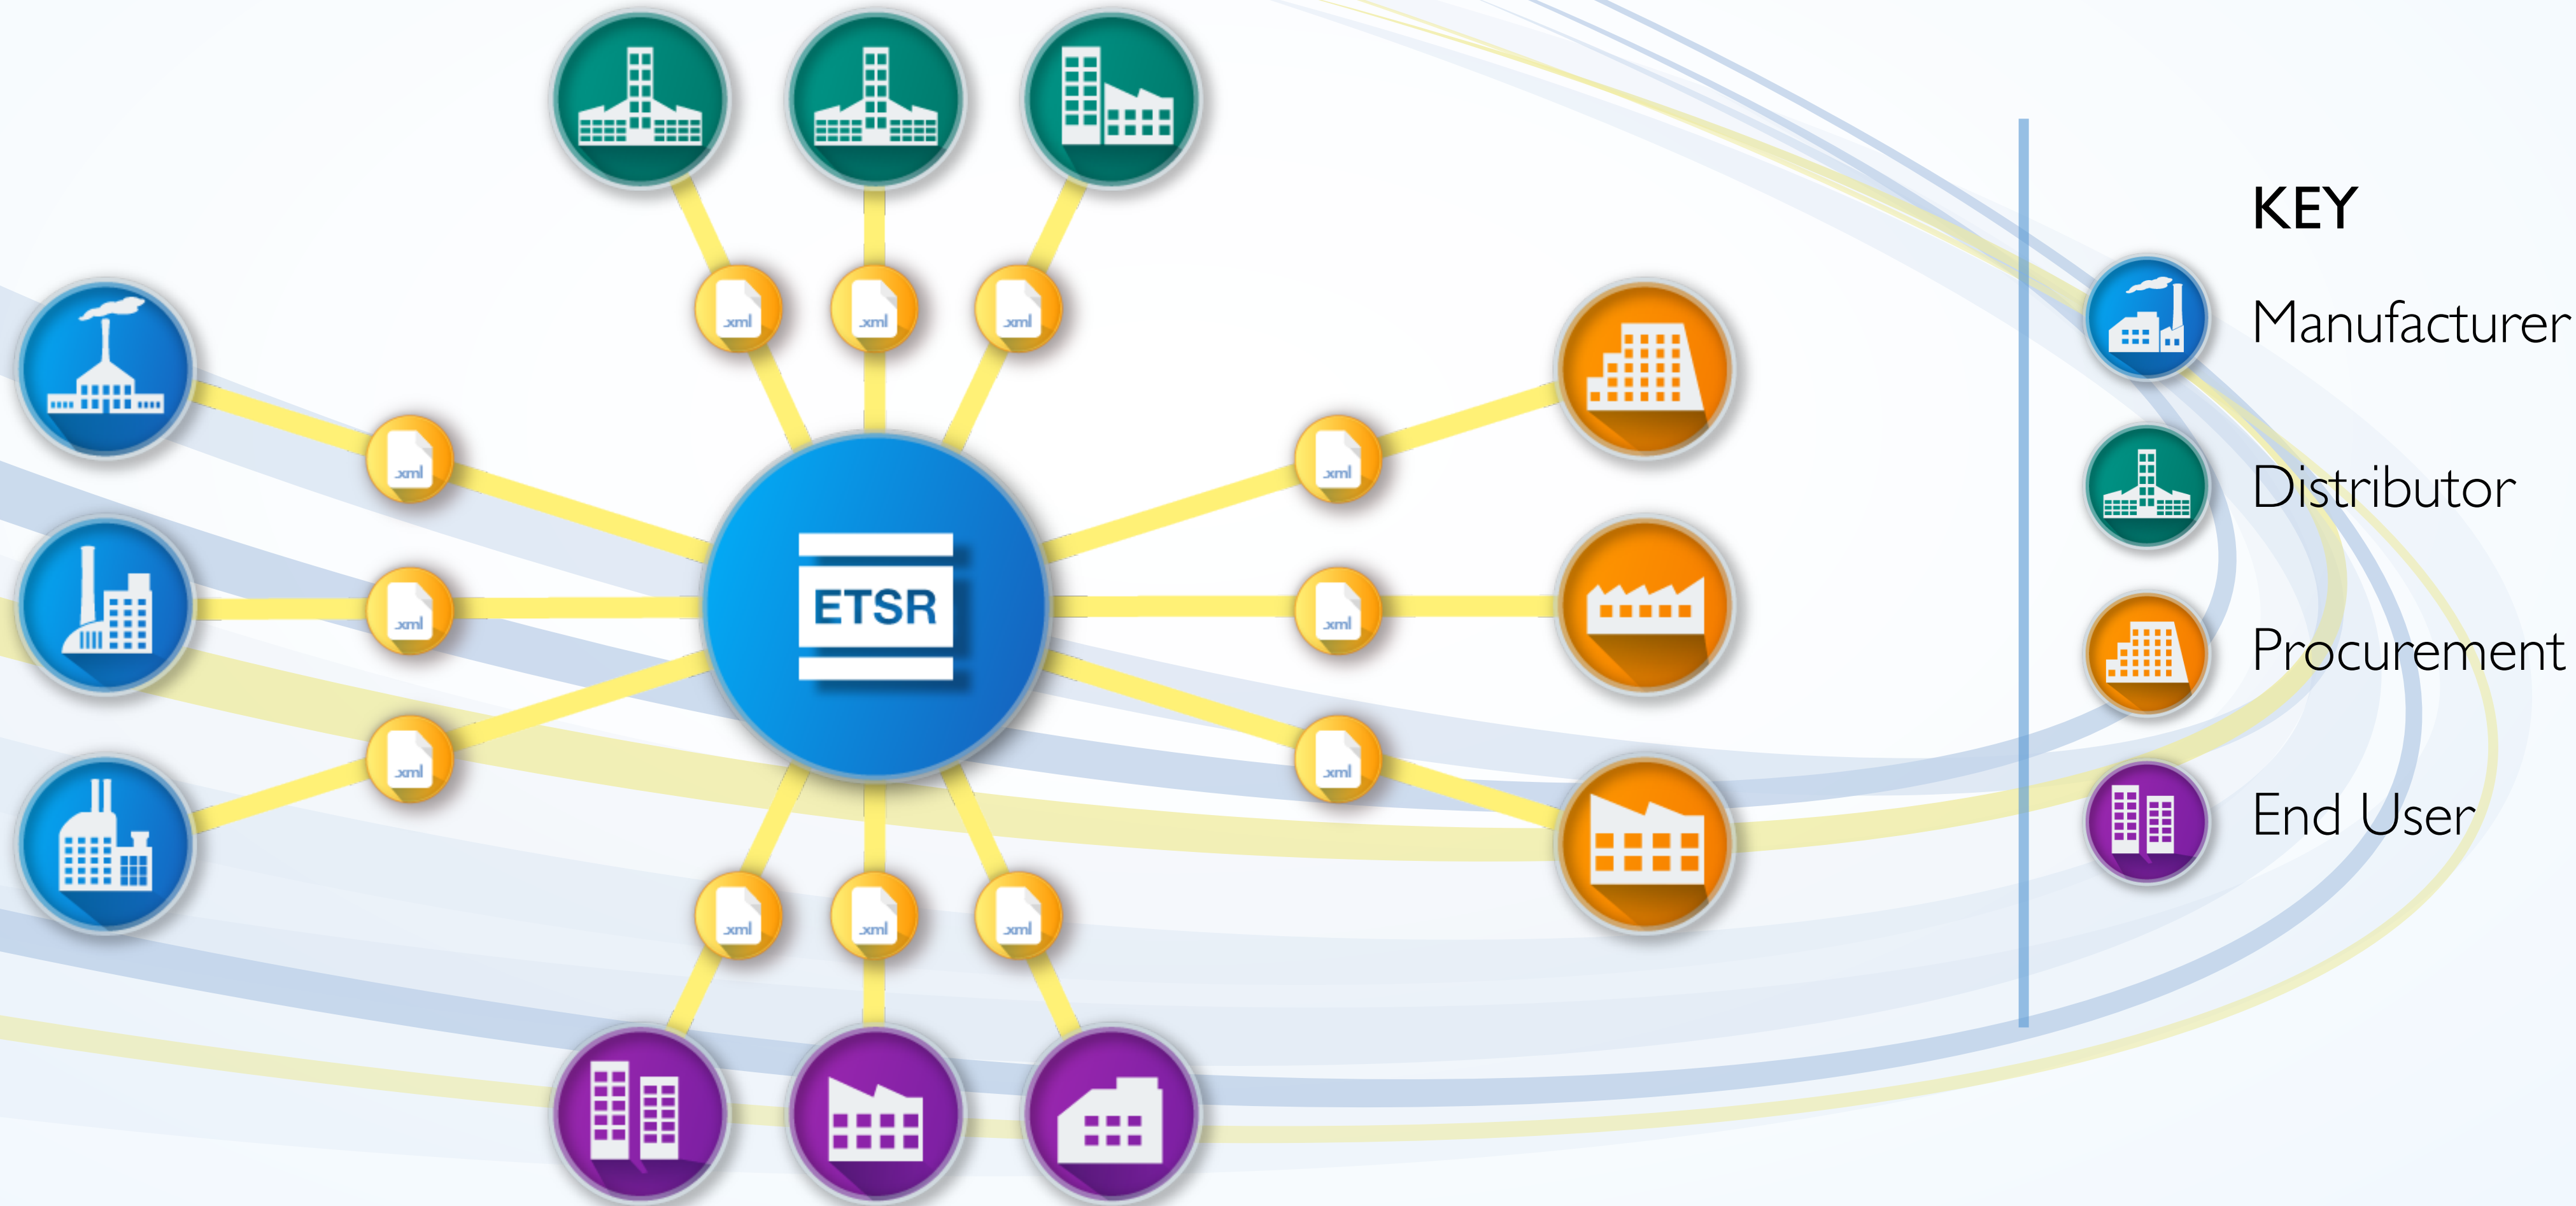 .xml
.xml
.xml
.xml
.xml
.xml
.xml
.xml
.xml
.xml
.xml
.xml
ETSR
KEY
Manufacturer
Distributor
Procurement
End User